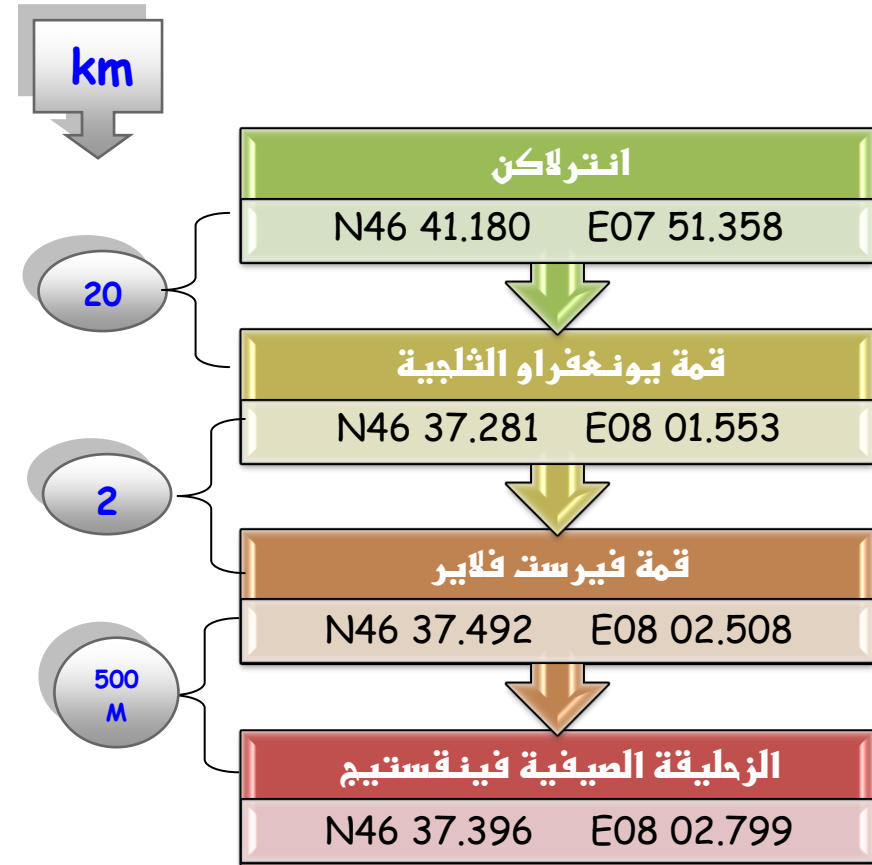 km
انترلاكن
N46 41.180 E07 51.358
20
قمة يونغفراو الثلجية
N46 37.281 E08 01.553
2
قمة فيرست فلاير
N46 37.492 E08 02.508
500
M
الزحليقة الصيفية فينقستيج
N46 37.396 E08 02.799